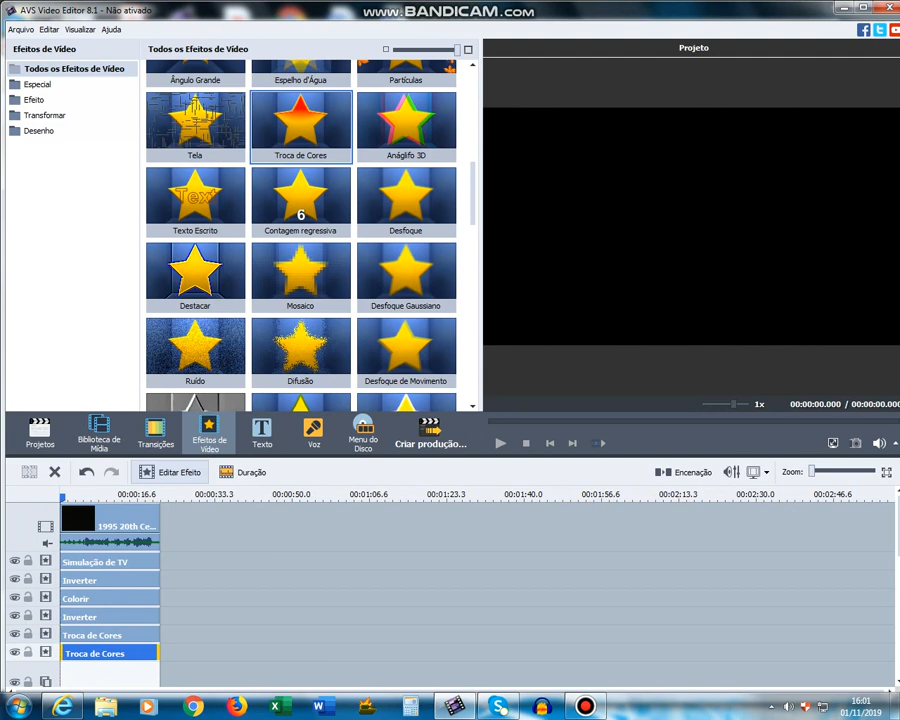 AVS Video Editor 8.1 - Não ativado
www.BANDICAM.com
Arquivo Editar Visualizar Ajuda
Efeitos de Vídeo
Todos os Efeitos de Vídeo
Projeto
Todos os Efeitos de Vídeo
Especial
Efeito
Transformar
Desenho
Ângulo Grande
Espelho d'Água
Partículas
Tela
Troca de Cores
Anáglifo 3D
Text
6
Texto Escrito
Contagem regressiva
Desfoque
Destacar
Mosaico
Desfoque Gaussiano
Ruído
Difusão
Desfoque de Movimento
1x
00:00:00.000 / 00:00:00.000
Projetos
Biblioteca de
Mídia
Transições
Efeitos de
Vídeo
Texto
Voz
Menu do
Disco
Criar produção...
Editar Efeito
Duração
Encenação
Zoom:
00:00:16.6 00:00:33.3 00:00:50.0 00:01:06.6 00:01:23.3 00:01:40.0 00:01:56.6 00:02:13.3 00:02:30.0 00:02:46.6
1995 20th Ce...
Simulação de TV
Inverter
Colorir
Inverter
Troca de Cores
Troca de Cores
16:01
01/11/2019